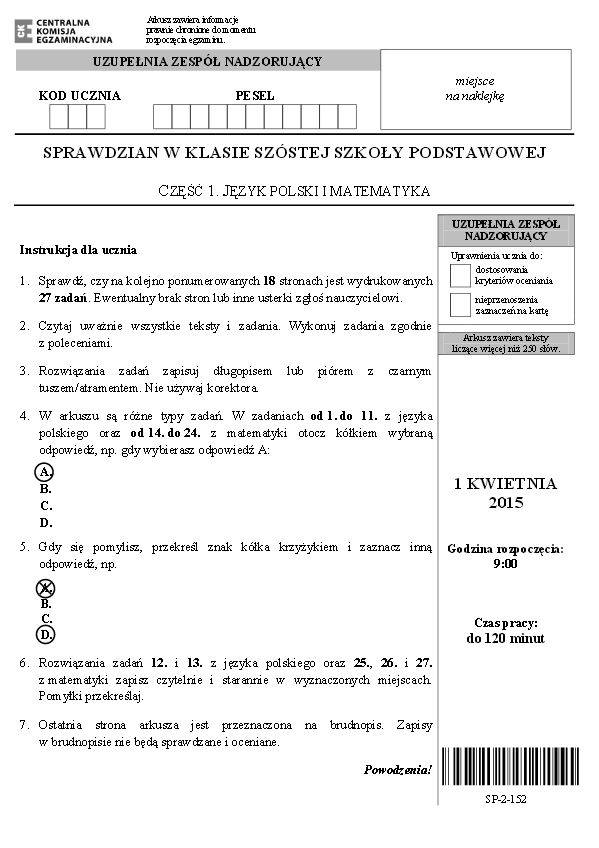 CKE
CENTRALNA
KOMISJA
EGZAMINACYJNA
Arkusz zawiera informacje
prawnie chronione do momentu
rozpoczęcia egzaminu.
UZUPEŁNIA ZESPÓŁ NADZORUJĄCY
KOD UCZNIA
PESEL
miejsce
na naklejkę
SPRAWDZIAN W KLASIE SZÓSTEJ SZKOŁY PODSTAWOWEJ
CZĘŚĆ 1. JĘZYK POLSKI I MATEMATYKA
Instrukcja dla ucznia
1. Sprawdź, czy na kolejno ponumerowanych 18 stronach jest wydrukowanych
27 zadań. Ewentualny brak stron lub inne usterki zgłoś nauczycielowi.
2. Czytaj uważnie wszystkie teksty i zadania. Wykonuj zadania zgodnie
z poleceniami.
3. Rozwiązania zadań zapisuj długopisem lub piórem z czarnym
tuszem/atramentem. Nie używaj korektora.
4. W arkuszu są różne typy zadań. W zadaniach od 1. do 11. z języka
polskiego oraz od 14. do 24. z matematyki otocz kółkiem wybraną
odpowiedź, np. gdy wybierasz odpowiedź A:
A.
B.
C.
D.
5. Gdy się pomylisz, przekreśl znak kółka krzyżykiem i zaznacz inną
odpowiedź, np.
A.
B.
C.
D.
6. Rozwiązania zadań 12. i 13. z języka polskiego oraz 25., 26. i 27.
z matematyki zapisz czytelnie i starannie w wyznaczonych miejscach.
Pomyłki przekreślaj.
7. Ostatnia strona arkusza jest przeznaczona na brudnopis. Zapisy
w brudnopisie nie będą sprawdzane i oceniane.
Powodzenia!
UZUPEŁNIA ZESPÓŁ
NADZORUJĄCY
Uprawnienia ucznia do:
dostosowania
kryteriów oceniania
nieprzenoszenia
zaznaczeń na kartę
Arkusz zawiera teksty
liczące więcej niż 250 słów.
1 KWIETNIA
2015
Godzina rozpoczęcia:
9:00
Czas pracy:
do 120 minut
SP-2-152